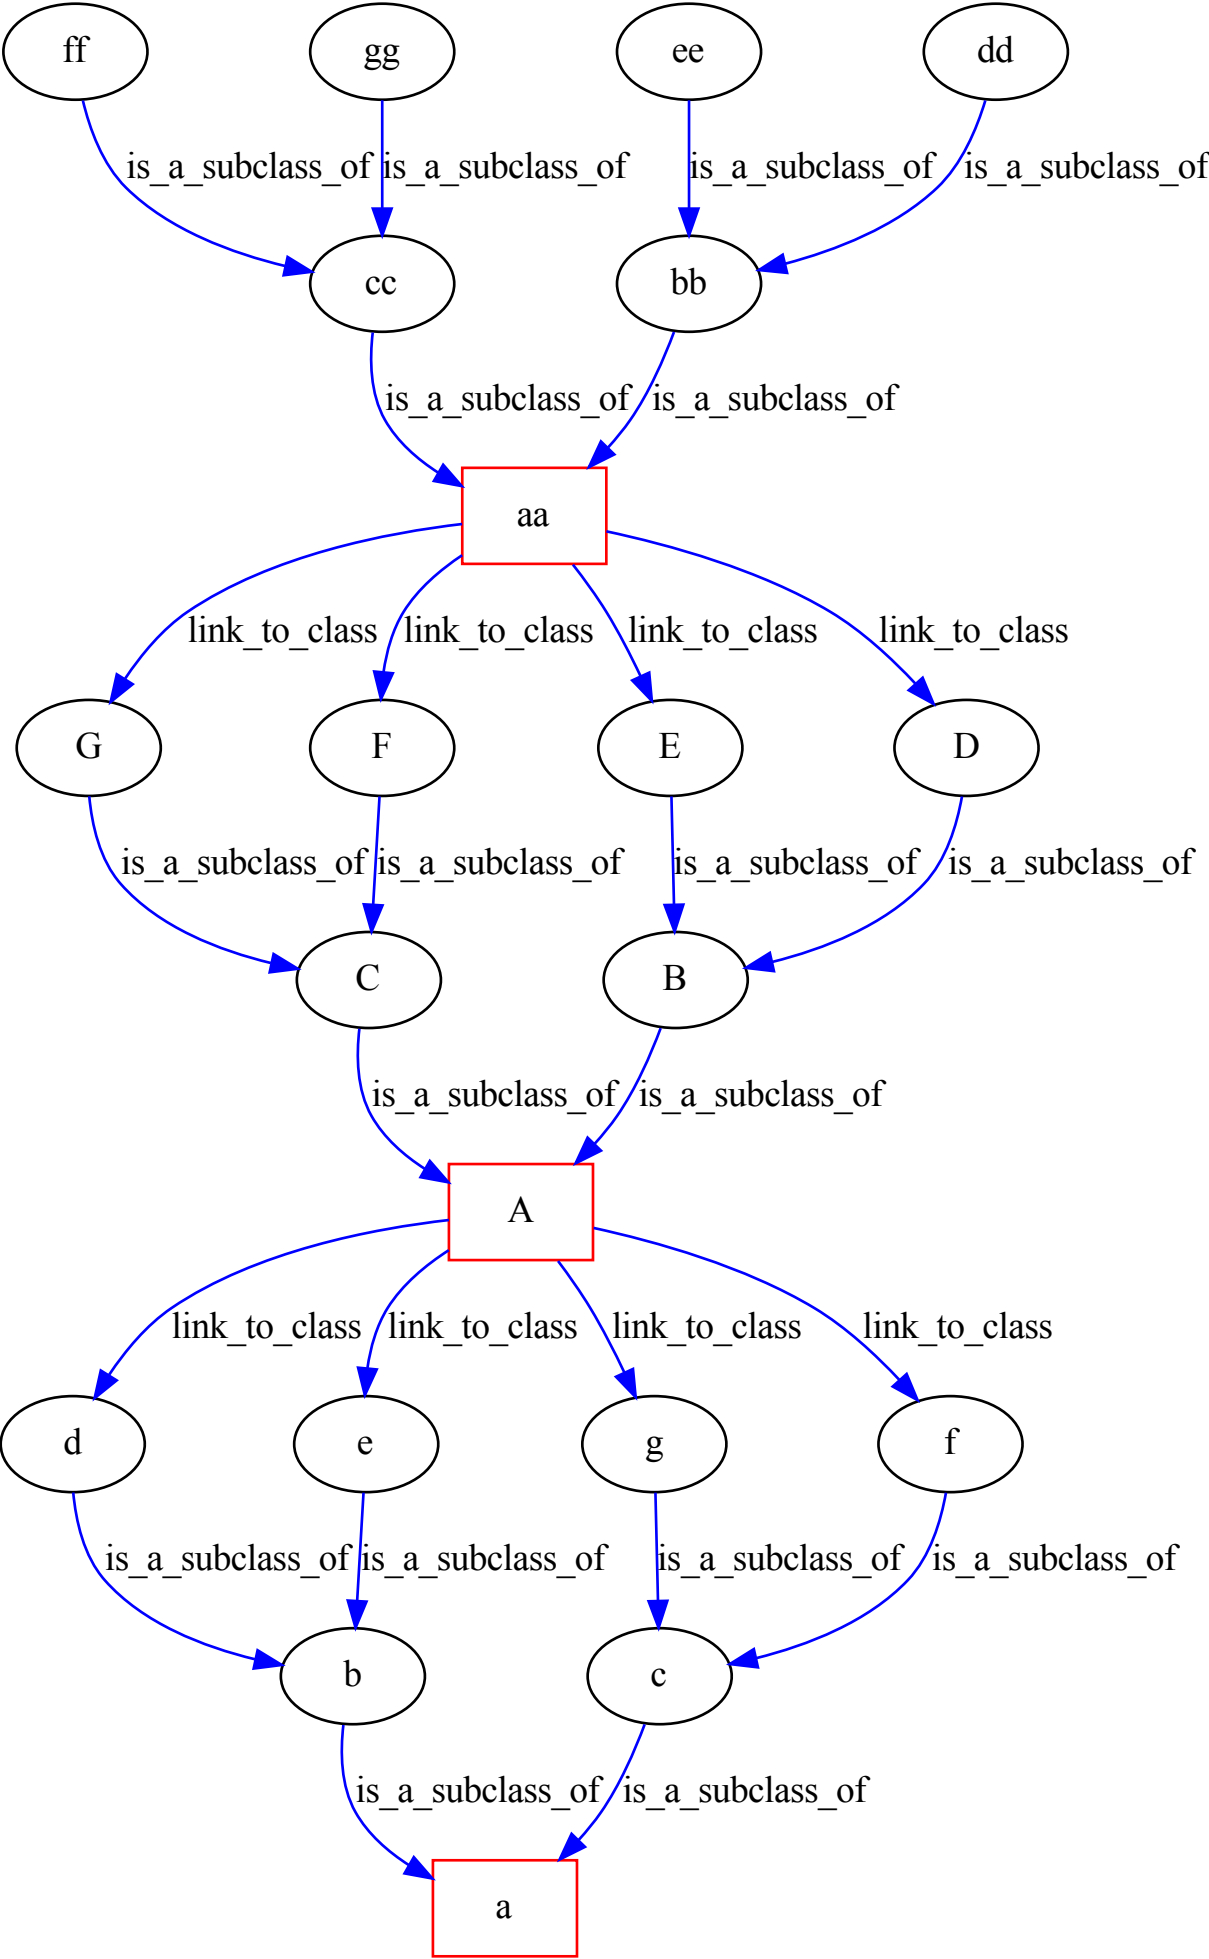 ff gg ee dd
is_a_subclass_of is_a_subclass_of is_a_subclass_of is_a_subclass_of
cc bb
is_a_subclass_of is_a_subclass_of
aa
link_to_class link_to_class link_to_class link_to_class
G F E D
is_a_subclass_of is_a_subclass_of is_a_subclass_of is_a_subclass_of
C B
is_a_subclass_of is_a_subclass_of
A
link_to_class link_to_class link_to_class link_to_class
d e g f
is_a_subclass_of is_a_subclass_of is_a_subclass_of is_a_subclass_of
b c
is_a_subclass_of is_a_subclass_of
a